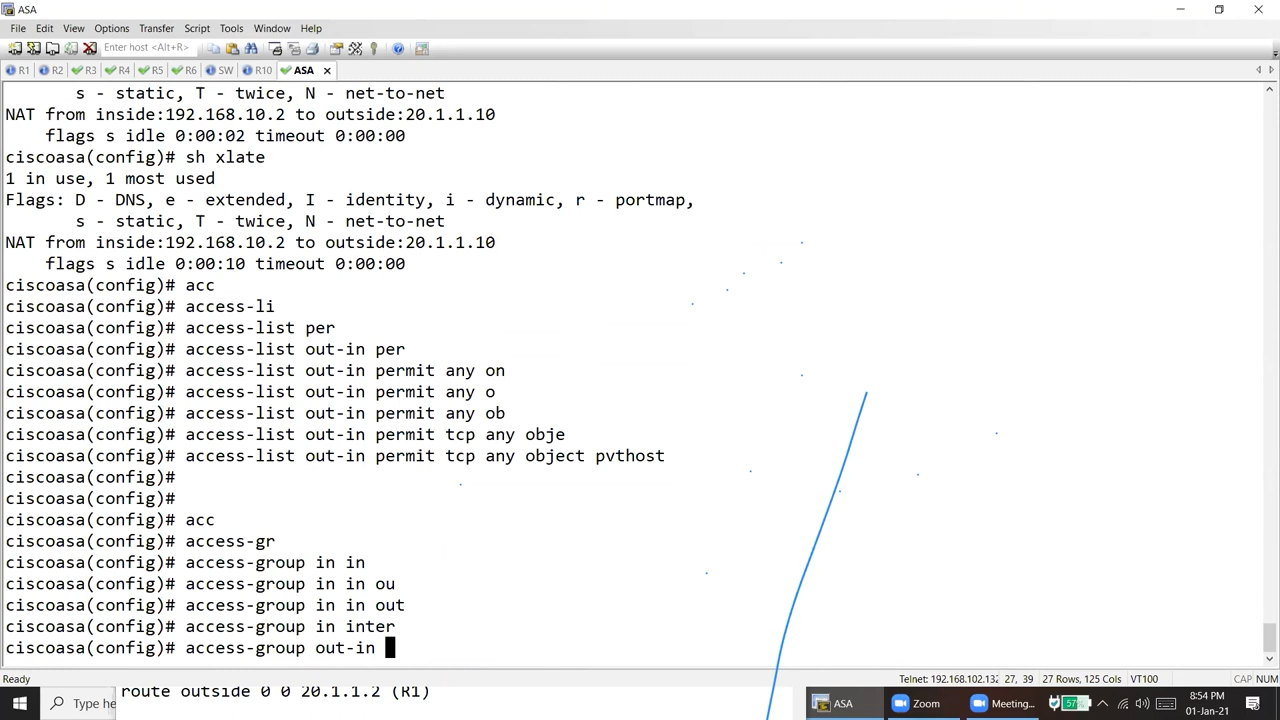 ASA
File Edit View Options Transfer Script Tools Window Help
Enter host <Alt+R>
R1 R2 R3 R4 R5 R6 SW R10 ASA
s - static, T - twice, N - net-to-net
NAT from inside:192.168.10.2 to outside:20.1.1.10
flags s idle 0:00:02 timeout 0:00:00
ciscoasa(config)# sh xlate
1 in use, 1 most used
Flags: D - DNS, e - extended, I - identity, i - dynamic, r - portmap,
s - static, T - twice, N - net-to-net
NAT from inside:192.168.10.2 to outside:20.1.1.10
flags s idle 0:00:10 timeout 0:00:00
ciscoasa(config)# acc
ciscoasa(config)# access-li
ciscoasa(config)# access-list per
ciscoasa(config)# access-list out-in per
ciscoasa(config)# access-list out-in permit any on
ciscoasa(config)# access-list out-in permit any o
ciscoasa(config)# access-list out-in permit any ob
ciscoasa(config)# access-list out-in permit tcp any obje
ciscoasa(config)# access-list out-in permit tcp any object pvthost
ciscoasa(config)#
ciscoasa(config)#
ciscoasa(config)# acc
ciscoasa(config)# access-gr
ciscoasa(config)# access-group in in
ciscoasa(config)# access-group in in ou
ciscoasa(config)# access-group in in out
ciscoasa(config)# access-group in inter
ciscoasa(config)# access-group out-in
Ready Telnet: 192.168.102.132 27, 39 27 Rows, 125 Cols VT100 CAP NUM
route outside 0 0 20.1.1.2 (R1)
Type he ASA Zoom Meeting... 57% 8:54 PM
01-Jan-21